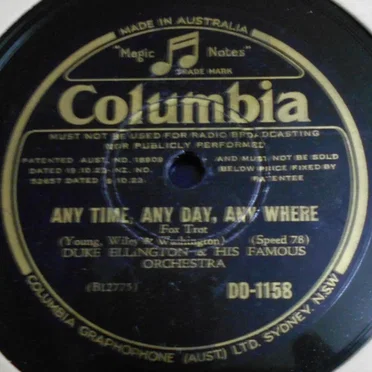 MADE IN AUSTRALIA
"Magic Notes"
TRADE MARK
Columbia
MUST NOT BE USED FOR RADIO BROADCASTING
NOR PUBLICLY PERFORMED
PATENTED AUST. NO. 18808 AND MUST NOT BE SOLD
DATED 19.10.23. NZ. NO. BELOW PRICE FIXED BY
52657 DATED .10.23. PATENTEE
ANY TIME, ANY DAY, ANY WHERE
Fox Trot
(Young, Wiley & Washington) (Speed 78)
DUKE ELLINGTON & HIS FAMOUS
ORCHESTRA
(B12775) DO-1158
COLUMBIA GRAPHOPHONE (AUST) LTD. SYDNEY. N.S.W.